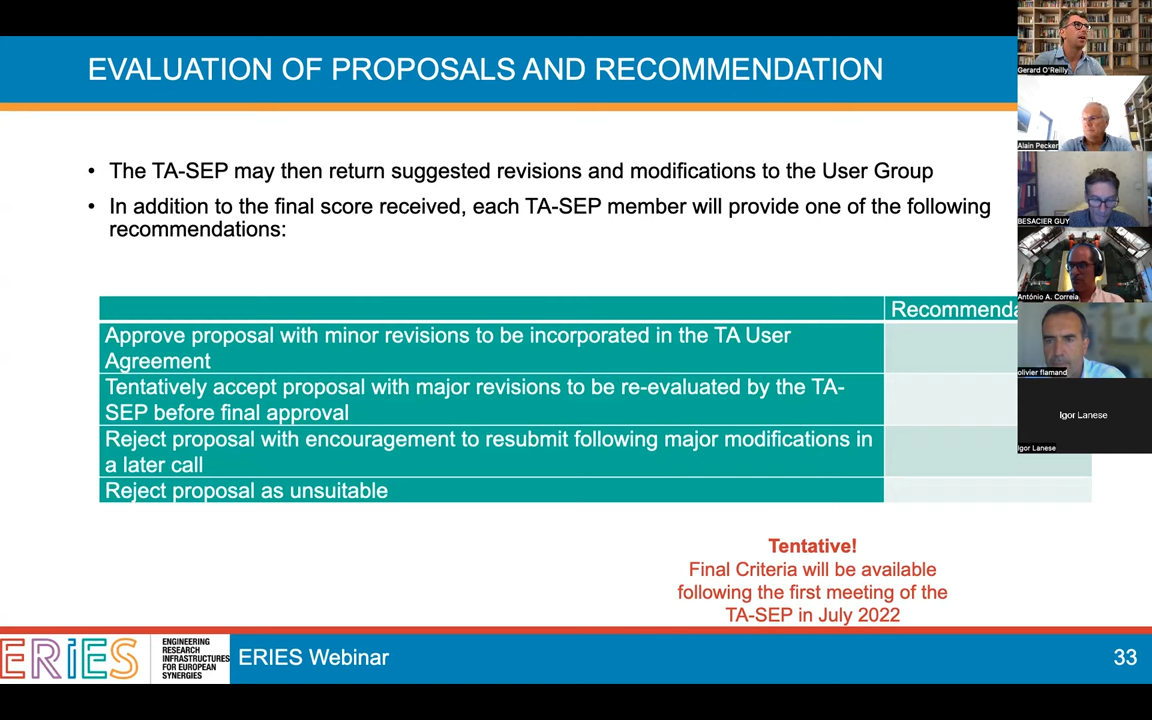 EVALUATION OF PROPOSALS AND RECOMMENDATION
• The TA-SEP may then return suggested revisions and modifications to the User Group
• In addition to the final score received, each TA-SEP member will provide one of the following
recommendations:
Recommenda
Approve proposal with minor revisions to be incorporated in the TA User
Agreement
Tentatively accept proposal with major revisions to be re-evaluated by the TA-
SEP before final approval
Reject proposal with encouragement to resubmit following major modifications in
a later call
Reject proposal as unsuitable
Tentative!
Final Criteria will be available
following the first meeting of the
TA-SEP in July 2022
ERIES
ENGINEERING
RESEARCH
INFRASTRUCTURES
FOR EUROPEAN
SYNERGIES
ERIES Webinar
33
Gerard O'Reilly
Alain Pecker
BESACIER GUY
António A. Correia
olivier flamand
Igor Lanese
Igor Lanese